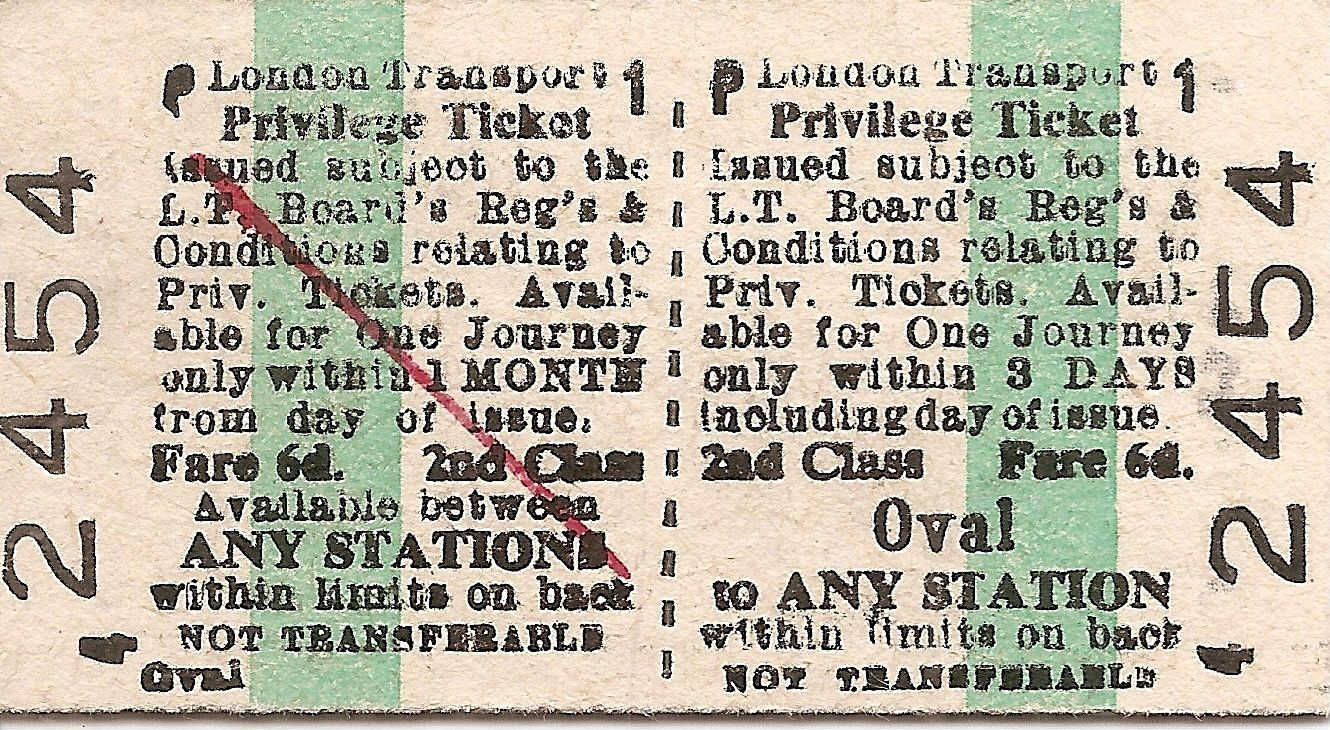 2454
P London Transport 1
Privilege Ticket
Issued subject to the
L.T. Board's Reg's &
Conditions relating to
Priv. Tickets. Avail-
able for One Journey
only within 1 MONTH
from day of issue.
Fare 6d. 2nd Class
Available between
ANY STATIONS
within limits on back
NOT TRANSFERABLE
4
Oval
P London Transport 1
Privilege Ticket
Issued subject to the
L.T. Board's Reg's &
Conditions relating to
Priv. Tickets. Avail-
able for One Journey
only within 3 DAYS
including day of issue.
2nd Class Fare 6d.
Oval
to ANY STATION
within limits on back
NOT TRANSFERABLE
4
2454